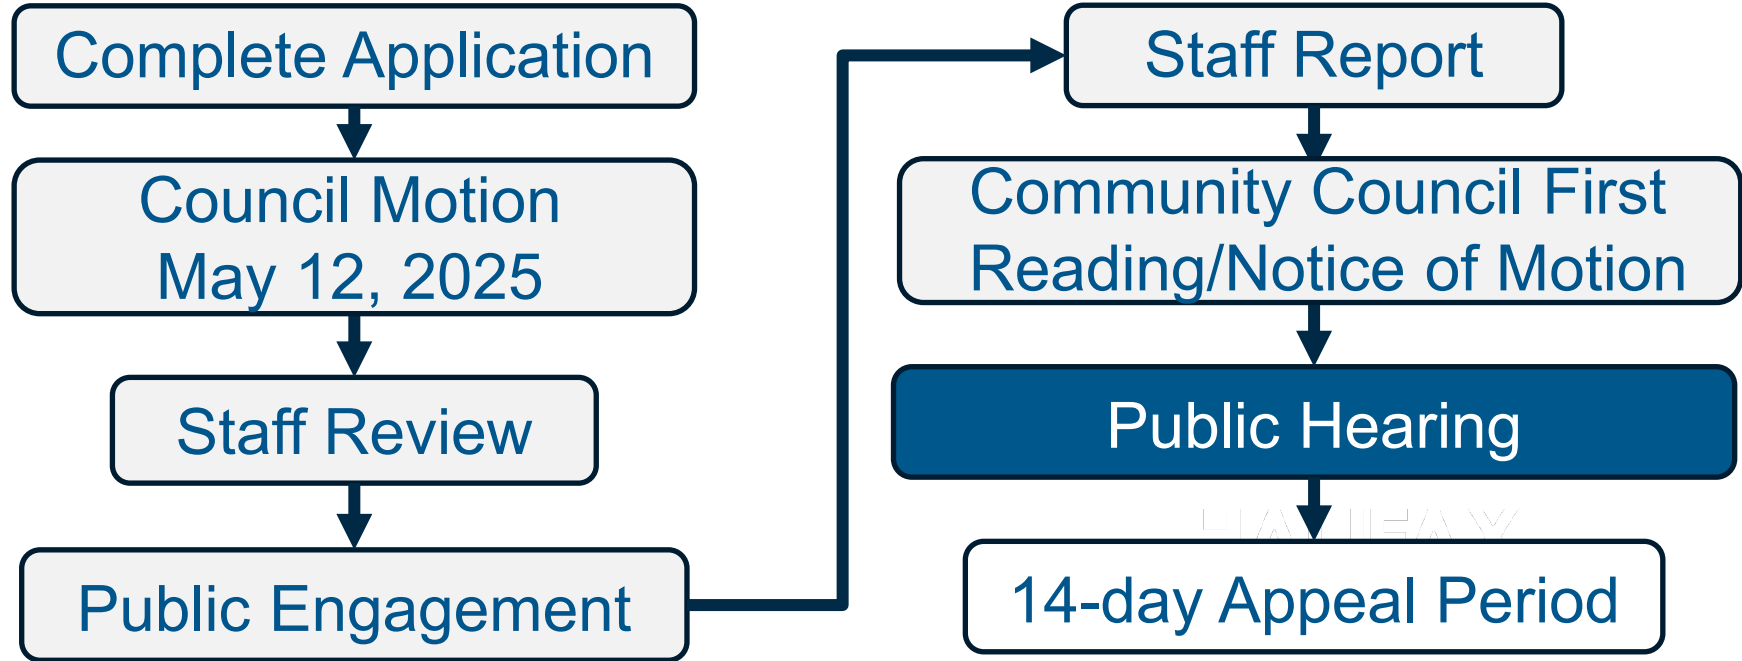 Complete Application
Council Motion
May 12, 2025
Staff Review
Public Engagement
Staff Report
Community Council First
Reading/Notice of Motion
Public Hearing
14-day Appeal Period